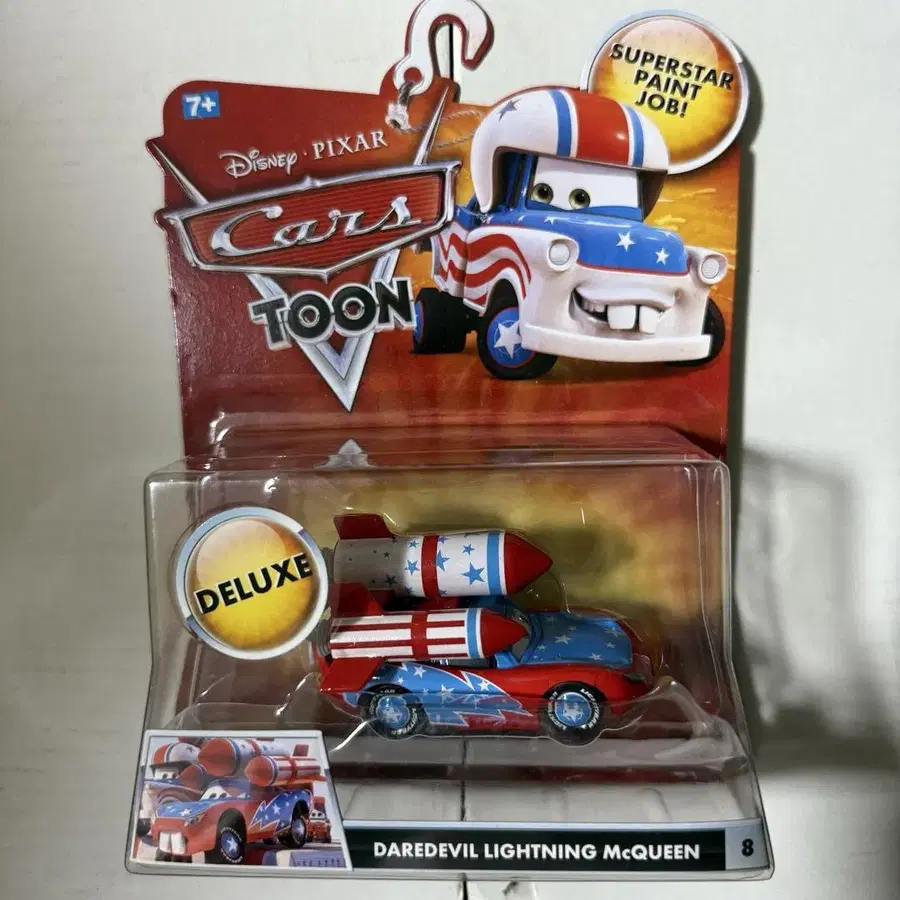 SUPERSTAR
PAINT
JOB!
7+
Disney · PIXAR
Cars
TOON
DELUXE
DAREDEVIL LIGHTNING McQUEEN
8